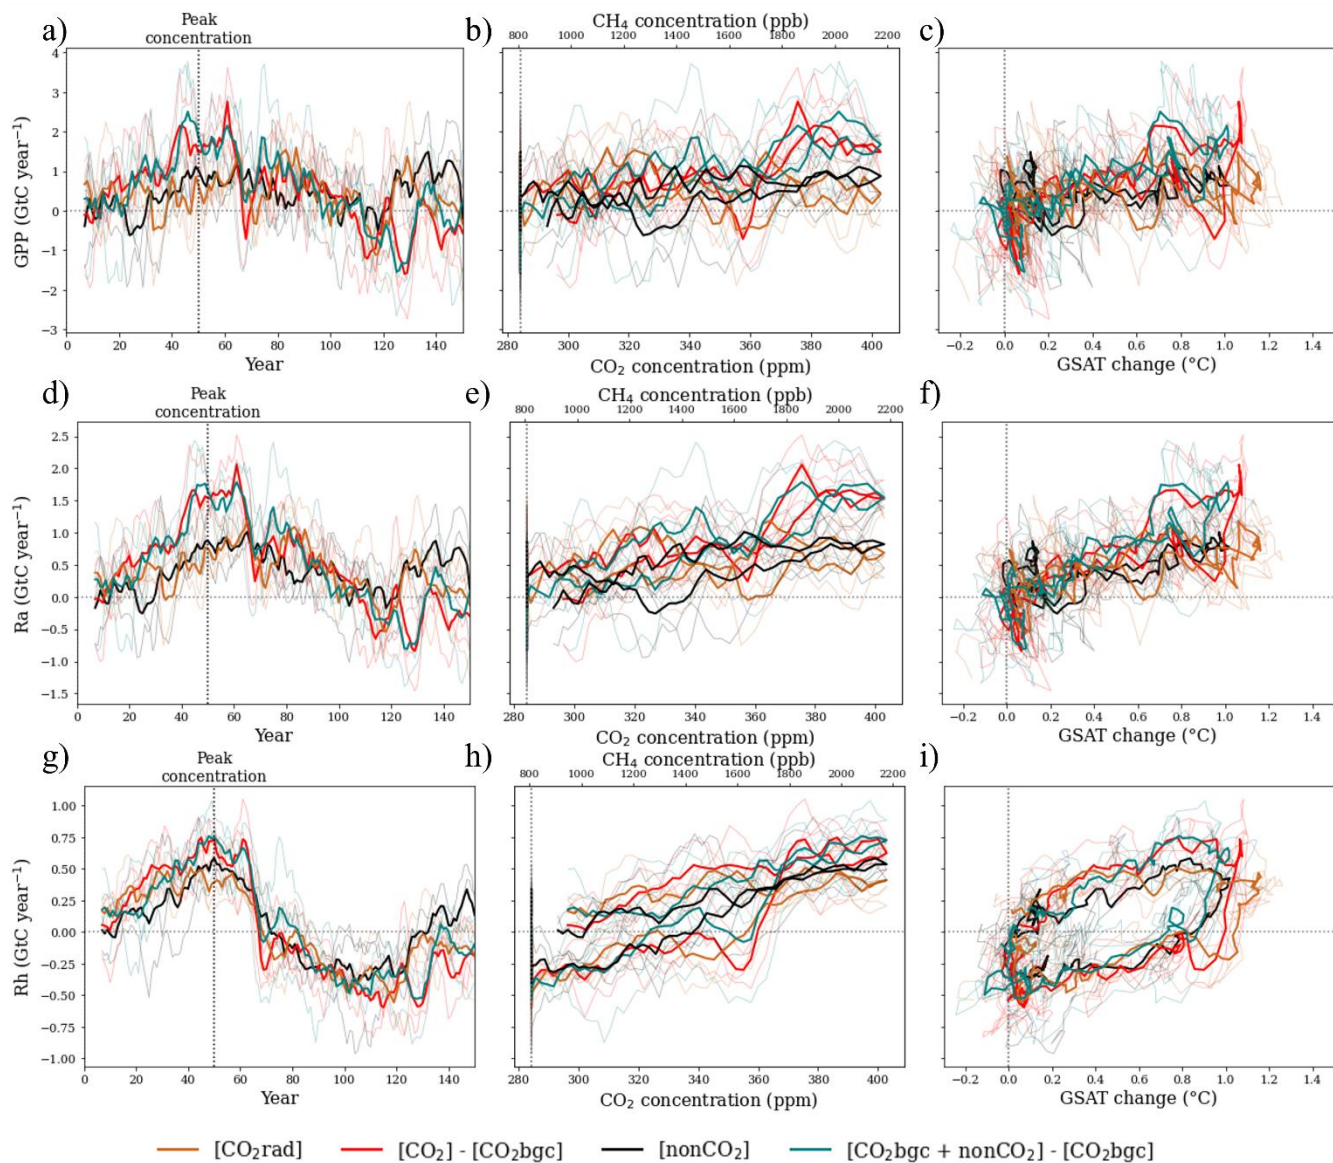 a)
Peak
concentration
b)
CH₄ concentration (ppb)
c)
800 1000 1200 1400 1600 1800 2000 2200
GPP (GtC year⁻¹)
4
3
2
1
0
−1
−2
−3
0 20 40 60 80 100 120 140
Year
280 300 320 340 360 380 400
CO₂ concentration (ppm)
−0.2 0.0 0.2 0.4 0.6 0.8 1.0 1.2 1.4
GSAT change (°C)
d)
Peak
concentration
e)
CH₄ concentration (ppb)
f)
800 1000 1200 1400 1600 1800 2000 2200
Ra (GtC year⁻¹)
2.5
2.0
1.5
1.0
0.5
0.0
−0.5
−1.0
−1.5
0 20 40 60 80 100 120 140
Year
280 300 320 340 360 380 400
CO₂ concentration (ppm)
−0.2 0.0 0.2 0.4 0.6 0.8 1.0 1.2 1.4
GSAT change (°C)
g)
Peak
concentration
h)
CH₄ concentration (ppb)
i)
800 1000 1200 1400 1600 1800 2000 2200
Rh (GtC year⁻¹)
1.00
0.75
0.50
0.25
0.00
−0.25
−0.50
−0.75
−1.00
0 20 40 60 80 100 120 140
Year
280 300 320 340 360 380 400
CO₂ concentration (ppm)
−0.2 0.0 0.2 0.4 0.6 0.8 1.0 1.2 1.4
GSAT change (°C)
[CO₂rad] [CO₂] - [CO₂bgc] [nonCO₂] [CO₂bgc + nonCO₂] - [CO₂bgc]